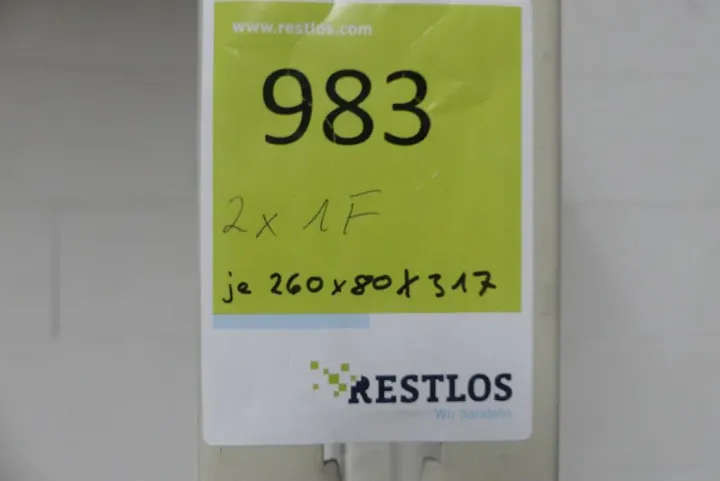 www.restlos.com
983
2x 1F
je 260x80x317
RESTLOS
Wir handeln